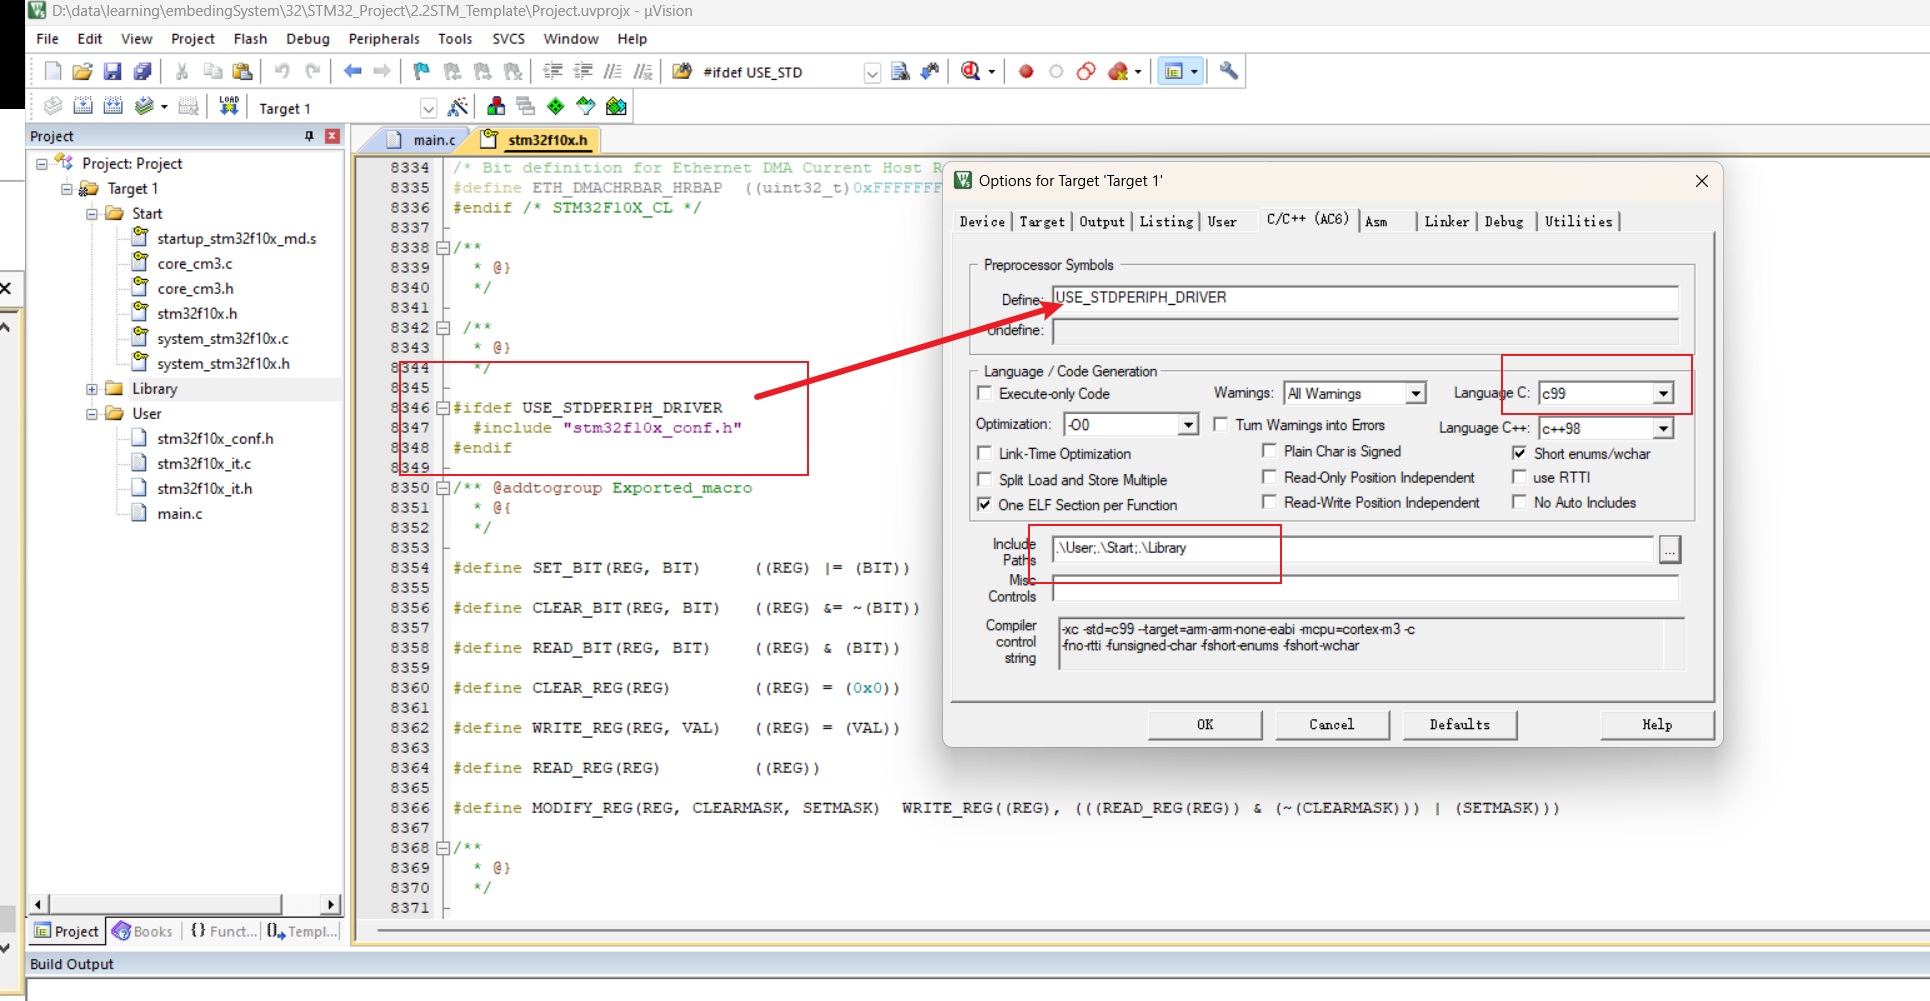 D:\data\learning\embedingSystem\32\STM32_Project\2.2STM_Template\Project.uvprojx - µVision
File Edit View Project Flash Debug Peripherals Tools SVCS Window Help
#ifdef USE_STD
LOAD Target 1
Project
main.c stm32f10x.h
Project: Project
Target 1
Start
startup_stm32f10x_md.s
core_cm3.c
core_cm3.h
stm32f10x.h
system_stm32f10x.c
system_stm32f10x.h
Library
User
stm32f10x_conf.h
stm32f10x_it.c
stm32f10x_it.h
main.c
Project Books Funct... Templ...
8334 /* Bit definition for Ethernet DMA Current Host R
8335 #define ETH_DMACHRBAR_HRBAP ((uint32_t)0xFFFFFFF
8336 #endif /* STM32F10X_CL */
8337
8338 /**
8339 * @}
8340 */
8341
8342 /**
8343 * @}
8344 */
8345
8346 #ifdef USE_STDPERIPH_DRIVER
8347 #include "stm32f10x_conf.h"
8348 #endif
8349
8350 /** @addtogroup Exported_macro
8351 * @{
8352 */
8353
8354 #define SET_BIT(REG, BIT) ((REG) |= (BIT))
8355
8356 #define CLEAR_BIT(REG, BIT) ((REG) &= ~(BIT))
8357
8358 #define READ_BIT(REG, BIT) ((REG) & (BIT))
8359
8360 #define CLEAR_REG(REG) ((REG) = (0x0))
8361
8362 #define WRITE_REG(REG, VAL) ((REG) = (VAL))
8363
8364 #define READ_REG(REG) ((REG))
8365
8366 #define MODIFY_REG(REG, CLEARMASK, SETMASK) WRITE_REG((REG), (((READ_REG(REG)) & (~(CLEARMASK))) | (SETMASK)))
8367
8368 /**
8369 * @}
8370 */
8371
Options for Target 'Target 1'
Device Target Output Listing User C/C++ (AC6) Asm Linker Debug Utilities
Preprocessor Symbols
Define: USE_STDPERIPH_DRIVER
Undefine:
Language / Code Generation
Execute-only Code Warnings: All Warnings Language C: c99
Optimization: -O0 Turn Warnings into Errors Language C++: c++98
Link-Time Optimization Plain Char is Signed Short enums/wchar
Split Load and Store Multiple Read-Only Position Independent use RTTI
One ELF Section per Function Read-Write Position Independent No Auto Includes
Include Paths .\User;.\Start;.\Library ...
Misc Controls
Compiler control string -xc -std=c99 --target=arm-arm-none-eabi -mcpu=cortex-m3 -c
-fno-rtti -funsigned-char -fshort-enums -fshort-wchar
OK Cancel Defaults Help
Build Output